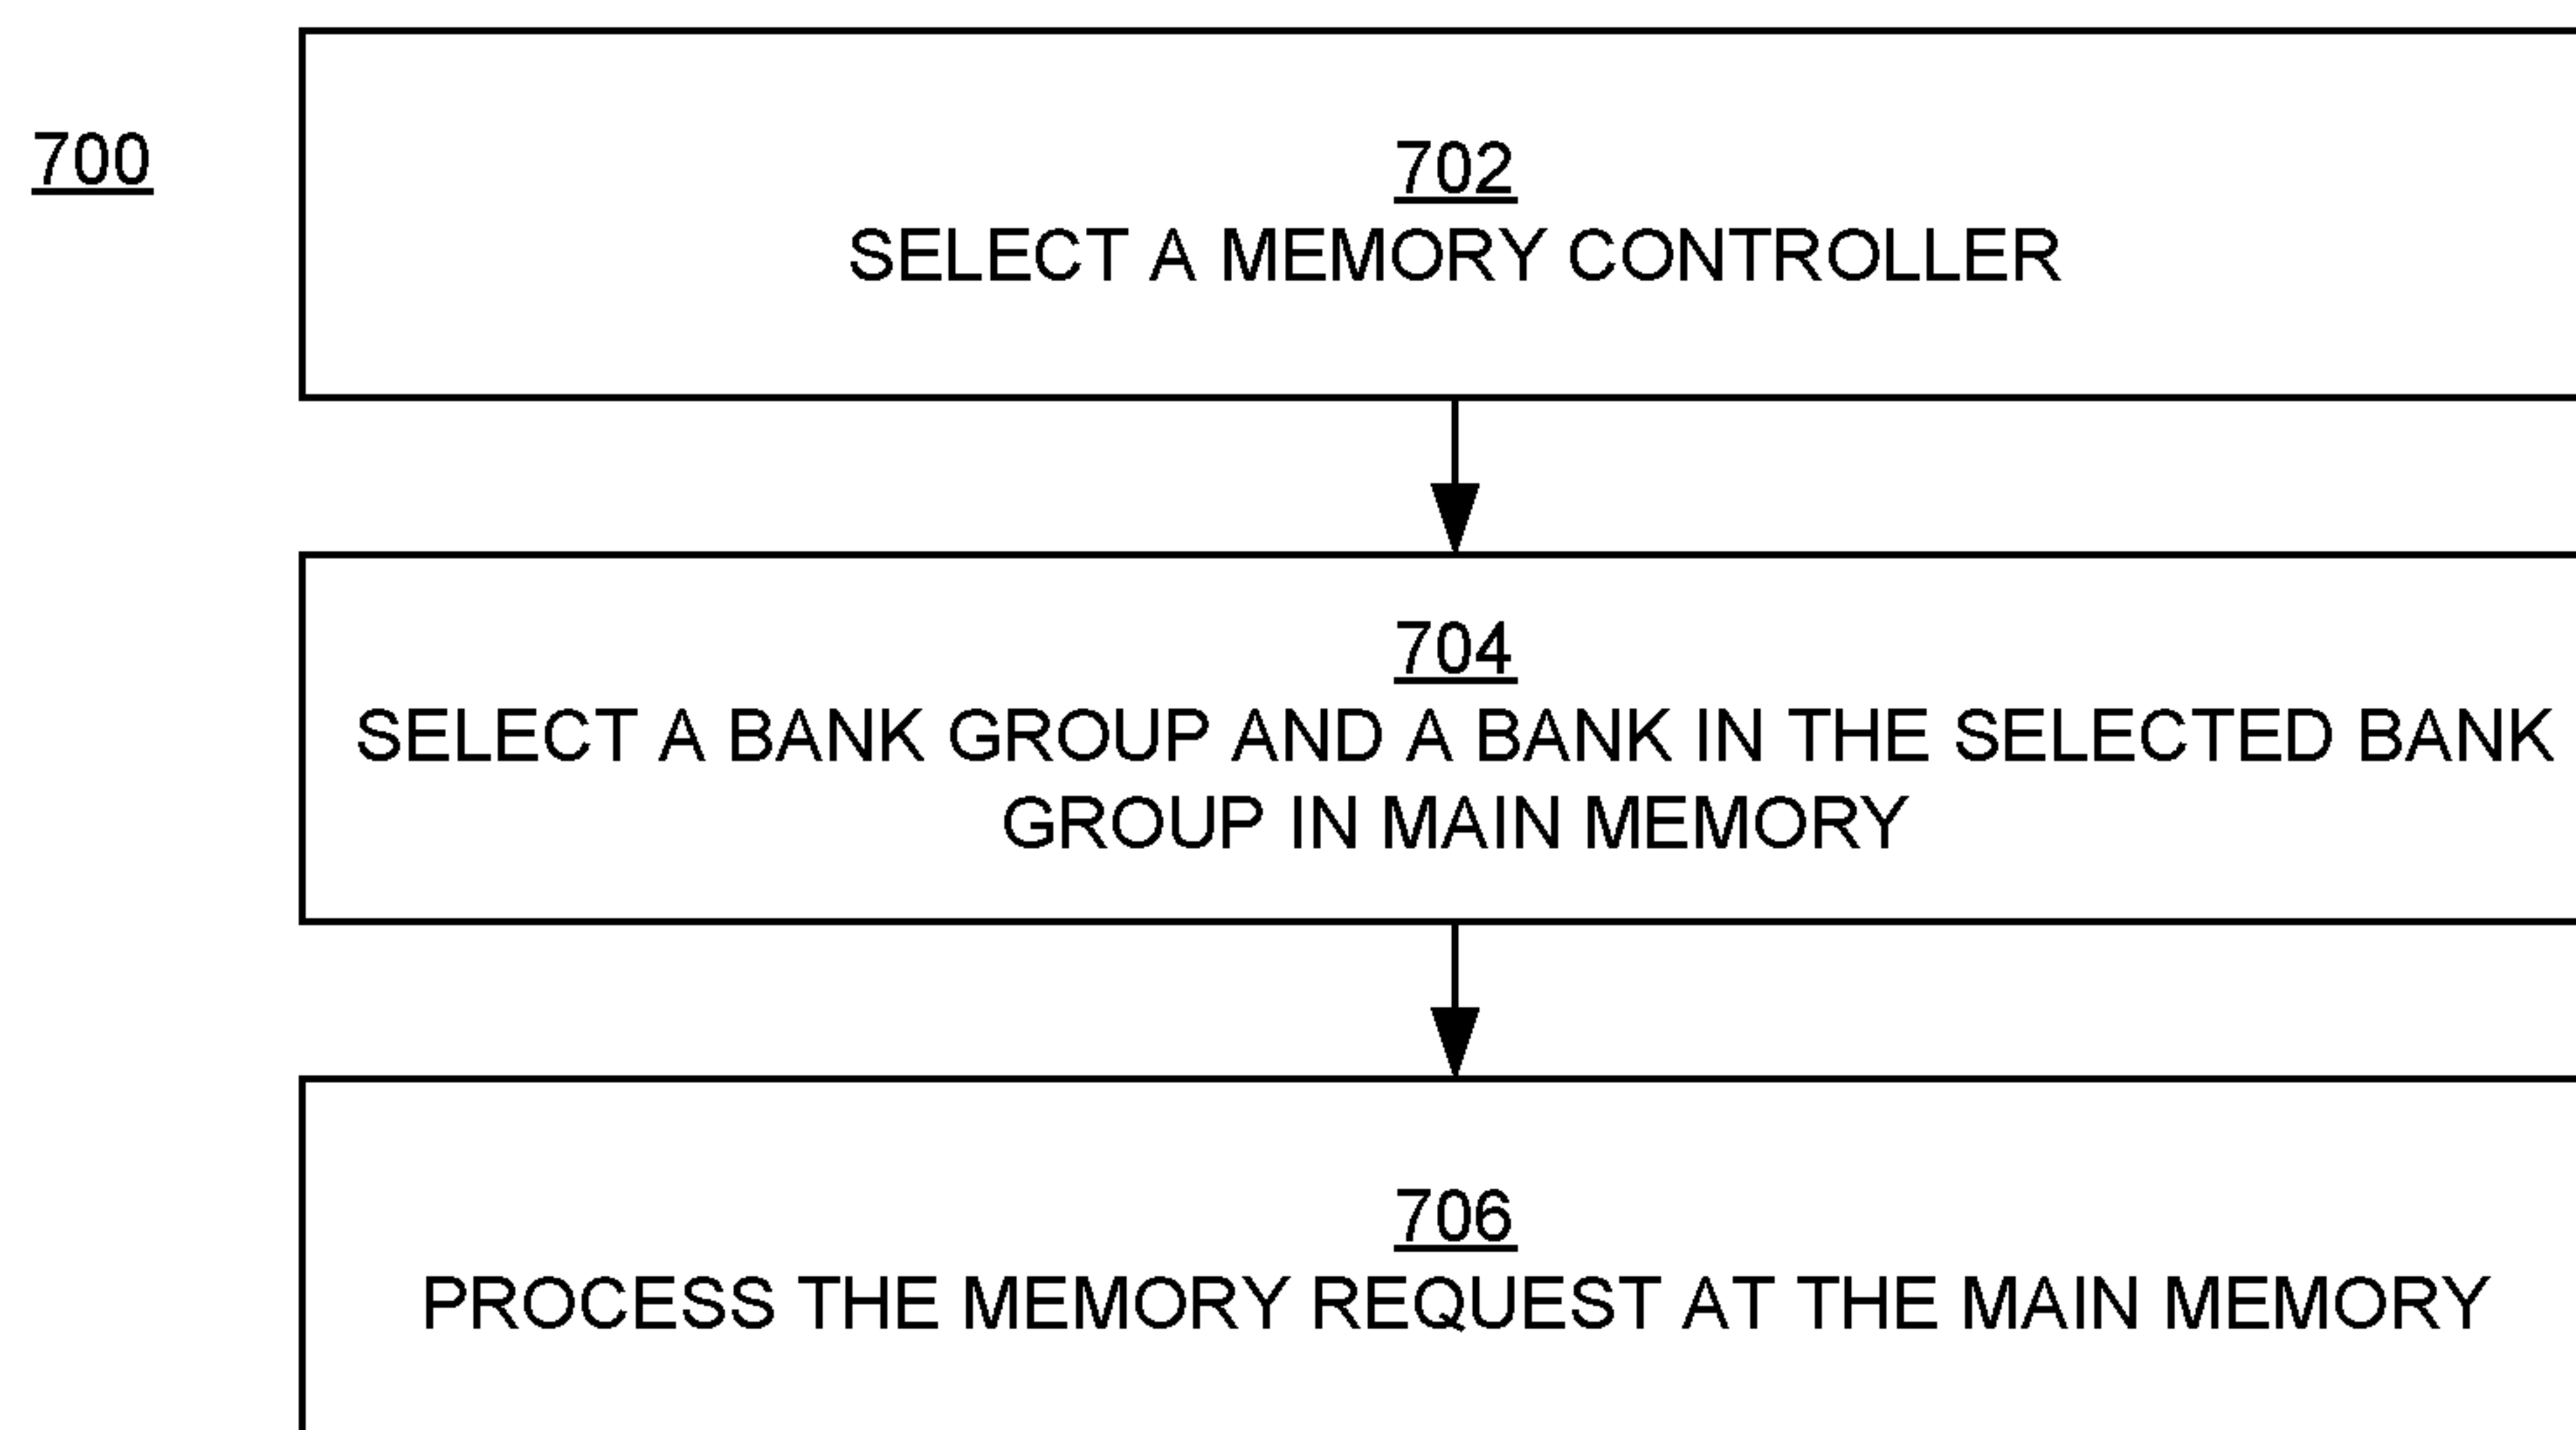 700
702
SELECT A MEMORY CONTROLLER
704
SELECT A BANK GROUP AND A BANK IN THE SELECTED BANK
GROUP IN MAIN MEMORY
706
PROCESS THE MEMORY REQUEST AT THE MAIN MEMORY